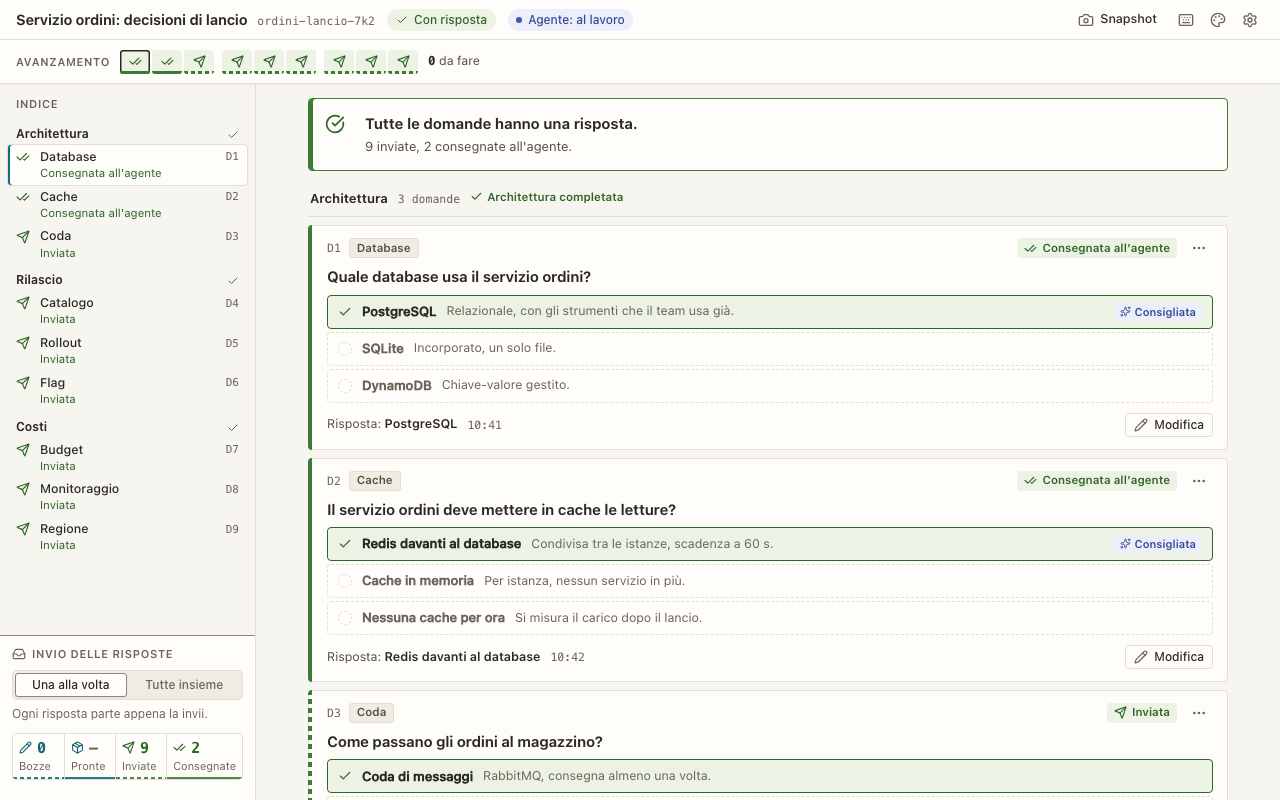 Servizio ordini: decisioni di lancio ordini-lancio-7k2 Con risposta Agente: al lavoro Snapshot
AVANZAMENTO 0 da fare
INDICE
Architettura
Database D1
Consegnata all'agente
Cache D2
Consegnata all'agente
Coda D3
Inviata
Rilascio
Catalogo D4
Inviata
Rollout D5
Inviata
Flag D6
Inviata
Costi
Budget D7
Inviata
Monitoraggio D8
Inviata
Regione D9
Inviata
INVIO DELLE RISPOSTE
Una alla volta Tutte insieme
Ogni risposta parte appena la invii.
0 – 9 2
Bozze Pronte Inviate Consegnate
Tutte le domande hanno una risposta.
9 inviate, 2 consegnate all'agente.
Architettura 3 domande Architettura completata
D1 Database Consegnata all'agente
Quale database usa il servizio ordini?
PostgreSQL Relazionale, con gli strumenti che il team usa già. Consigliata
SQLite Incorporato, un solo file.
DynamoDB Chiave-valore gestito.
Risposta: PostgreSQL 10:41 Modifica
D2 Cache Consegnata all'agente
Il servizio ordini deve mettere in cache le letture?
Redis davanti al database Condivisa tra le istanze, scadenza a 60 s. Consigliata
Cache in memoria Per istanza, nessun servizio in più.
Nessuna cache per ora Si misura il carico dopo il lancio.
Risposta: Redis davanti al database 10:42 Modifica
D3 Coda Inviata
Come passano gli ordini al magazzino?
Coda di messaggi RabbitMQ, consegna almeno una volta.